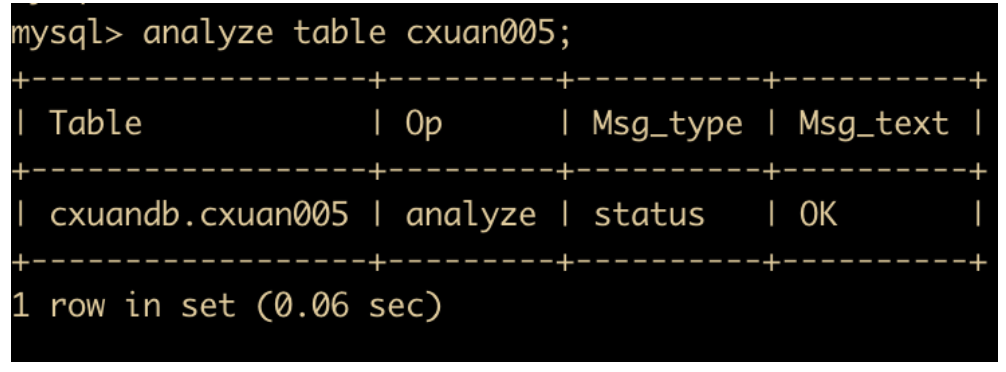 mysql> analyze table cxuan005;
+------------------+---------+----------+----------+
| Table            | Op      | Msg_type | Msg_text |
+------------------+---------+----------+----------+
| cxuandb.cxuan005 | analyze | status   | OK       |
+------------------+---------+----------+----------+
1 row in set (0.06 sec)